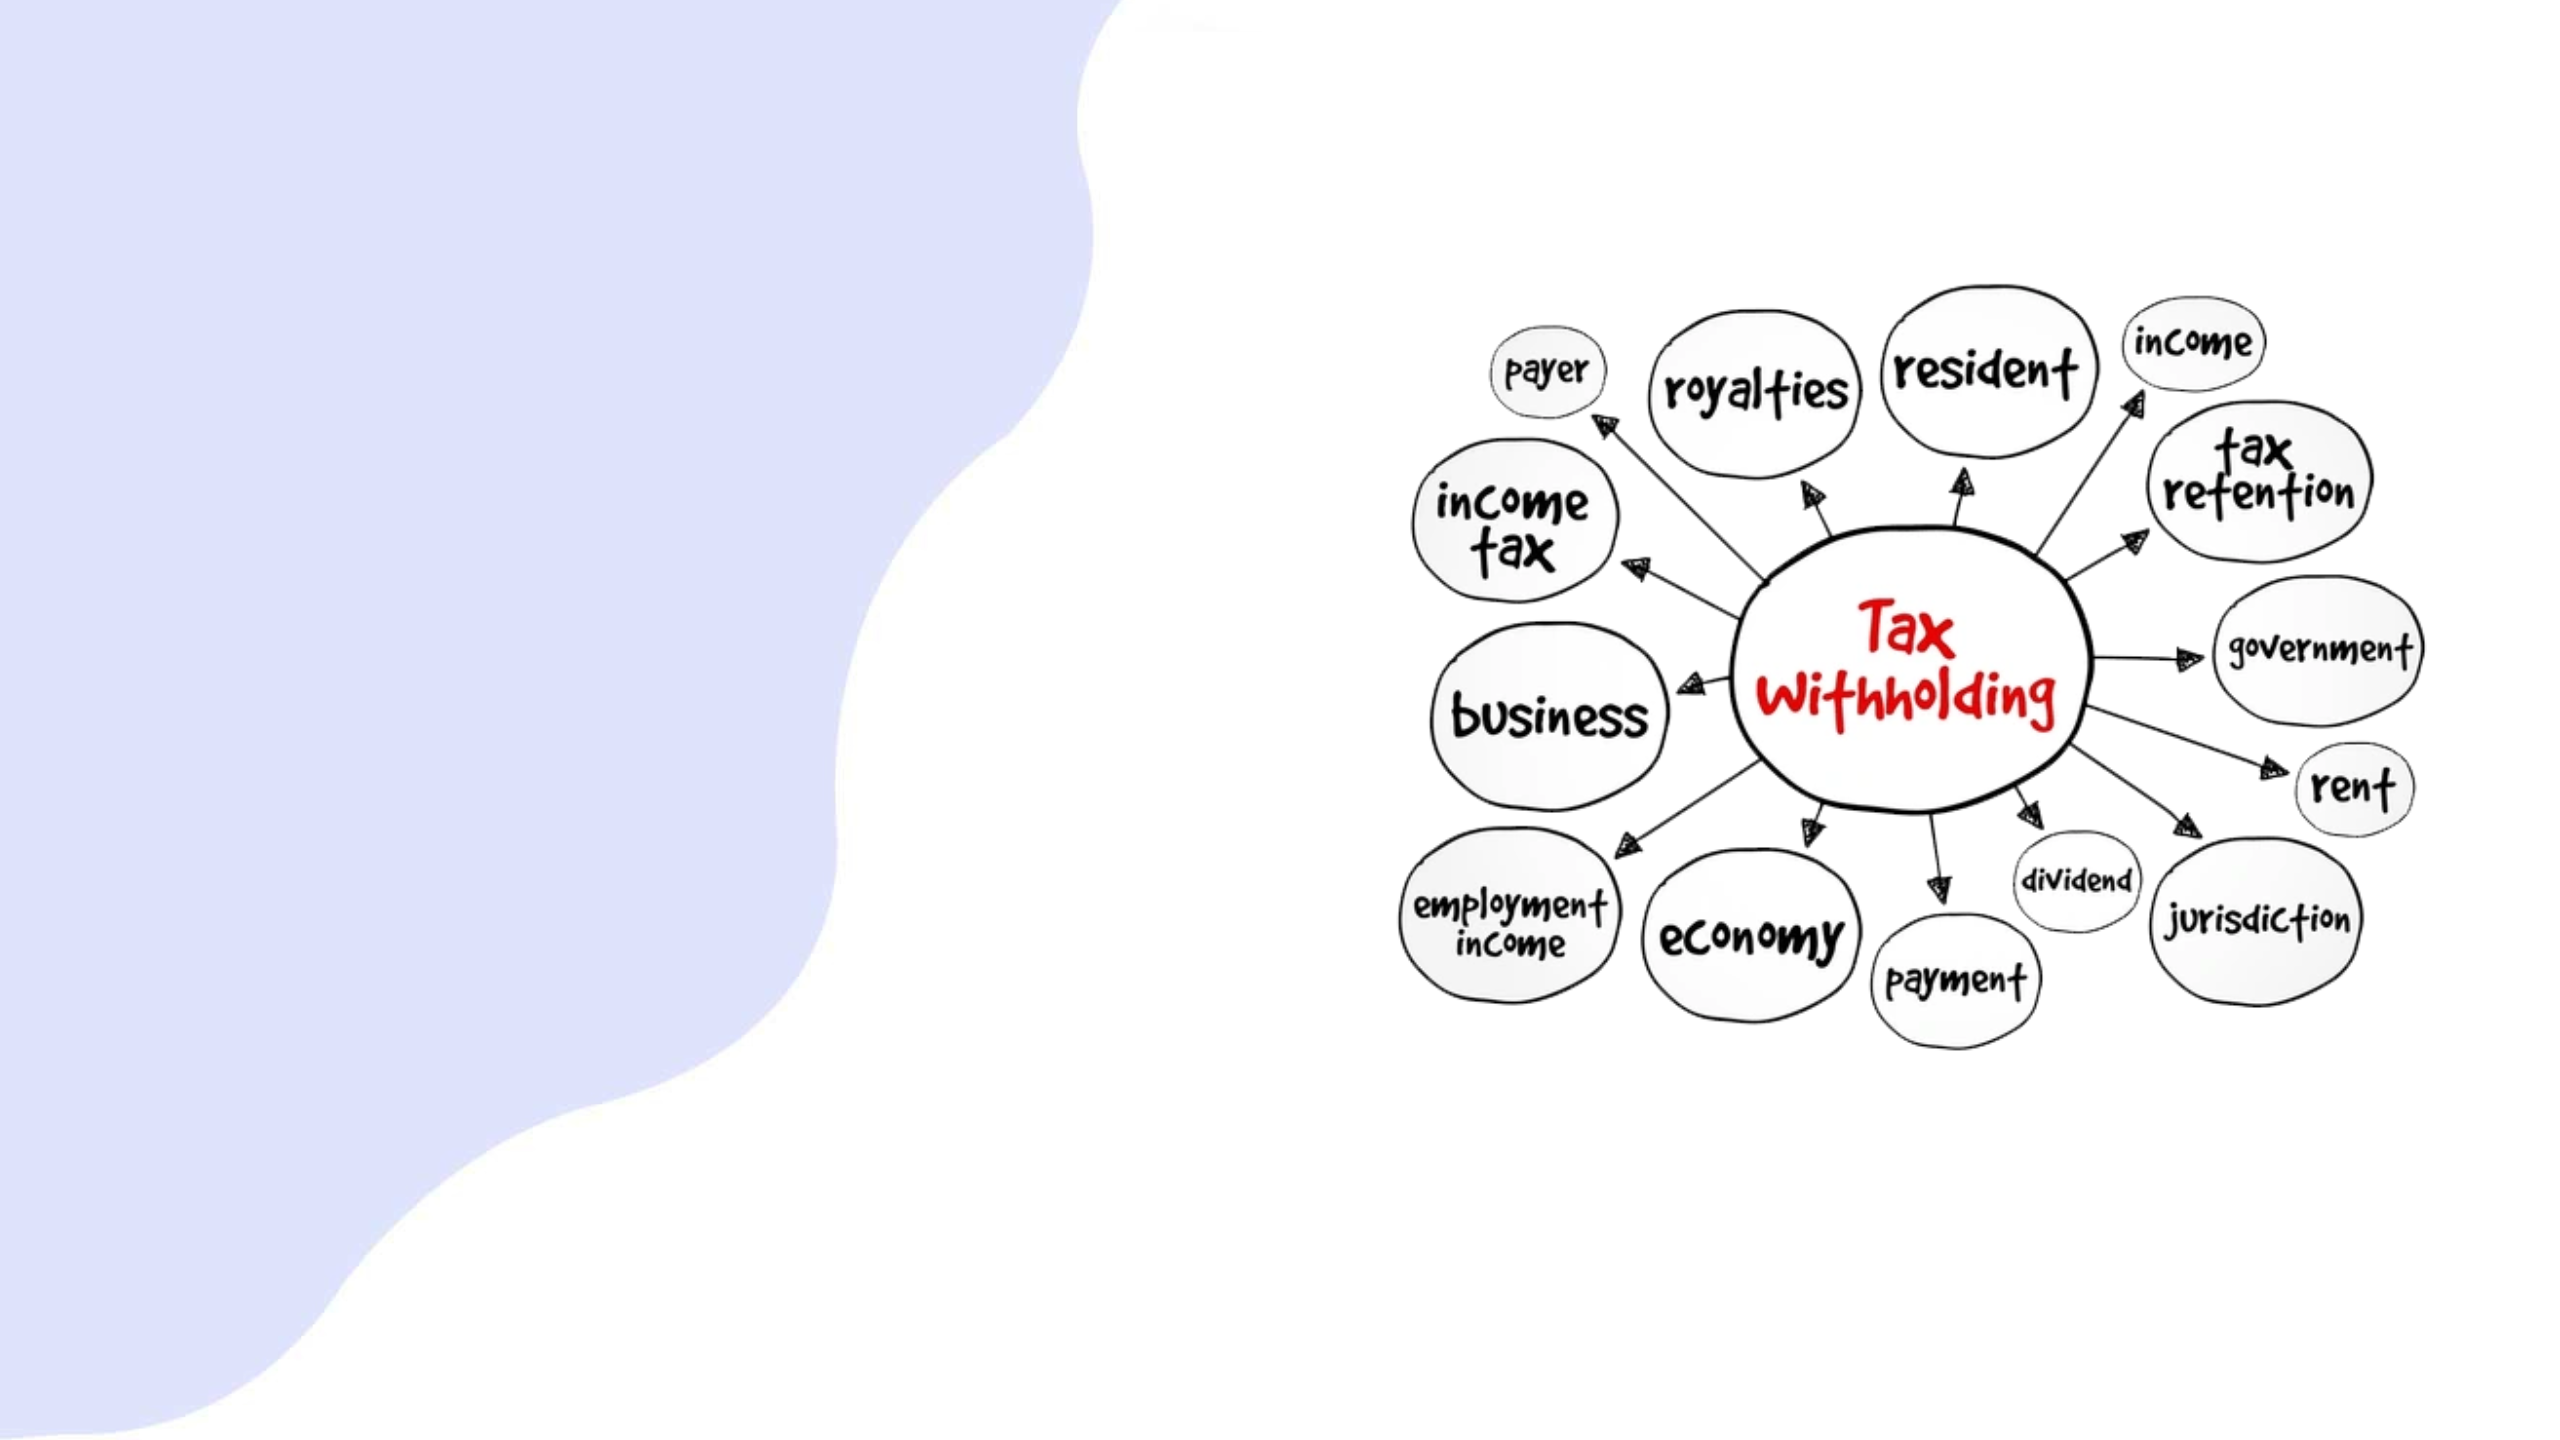 payer
royalties
resident
income
tax
retention
income
tax
Tax
Withholding
government
business
rent
employment
income
economy
payment
dividend
jurisdiction